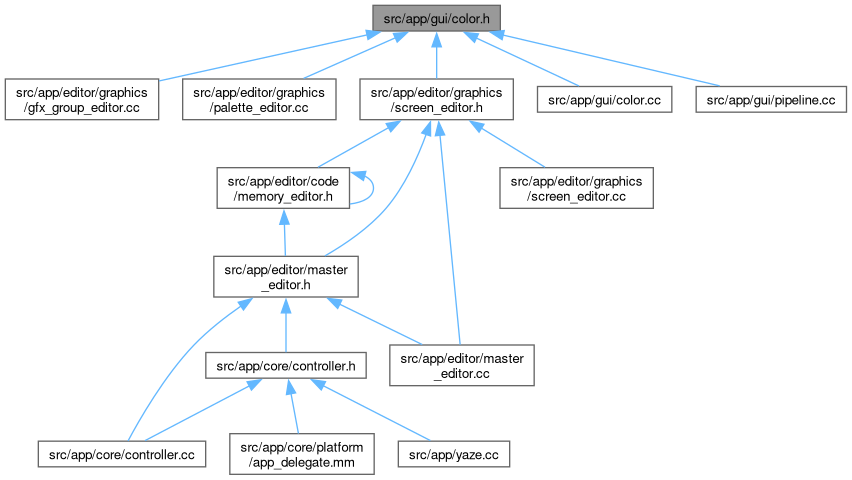 src/app/gui/color.h
src/app/editor/graphics
/gfx_group_editor.cc
src/app/editor/graphics
/palette_editor.cc
src/app/editor/graphics
/screen_editor.h
src/app/gui/color.cc
src/app/gui/pipeline.cc
src/app/editor/code
/memory_editor.h
src/app/editor/graphics
/screen_editor.cc
src/app/editor/master
_editor.h
src/app/core/controller.h
src/app/editor/master
_editor.cc
src/app/core/controller.cc
src/app/core/platform
/app_delegate.mm
src/app/yaze.cc